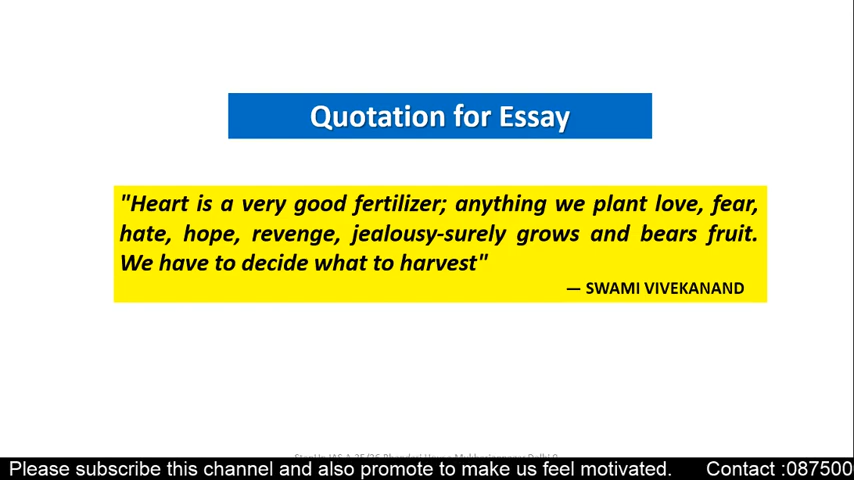 Quotation for Essay
"Heart is a very good fertilizer; anything we plant love, fear,
hate, hope, revenge, jealousy-surely grows and bears fruit.
We have to decide what to harvest"
— SWAMI VIVEKANAND
Please subscribe this channel and also promote to make us feel motivated. Contact :087500